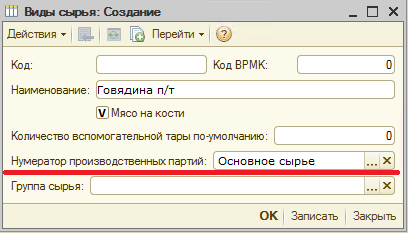 Виды сырья: Создание
Действия Перейти ?
Код: Код ВРМК: 0
Наименование: Говядина п/т
V Мясо на кости
Количество вспомогательной тары по-умолчанию: 0
Нумератор производственных партий: Основное сырье ... ×
Группа сырья: ... ×
OK Записать Закрыть